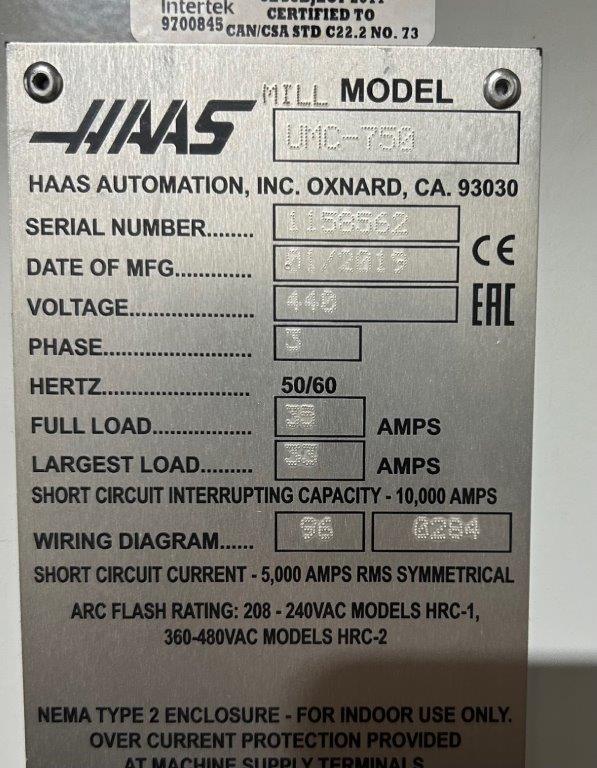 Intertek
9700845
CERTIFIED TO
CAN/CSA STD C22.2 NO. 73
HAAS
MILL MODEL
UMC-750
HAAS AUTOMATION, INC. OXNARD, CA. 93030
SERIAL NUMBER........ 1158562
DATE OF MFG............. 01/2019
CE
VOLTAGE..................... 440
EAC
PHASE......................... 3
HERTZ......................... 50/60
FULL LOAD................. AMPS
LARGEST LOAD......... AMPS
SHORT CIRCUIT INTERRUPTING CAPACITY - 10,000 AMPS
WIRING DIAGRAM...... 96 0284
SHORT CIRCUIT CURRENT - 5,000 AMPS RMS SYMMETRICAL
ARC FLASH RATING: 208 - 240VAC MODELS HRC-1,
360-480VAC MODELS HRC-2
NEMA TYPE 2 ENCLOSURE - FOR INDOOR USE ONLY.
OVER CURRENT PROTECTION PROVIDED
AT MACHINE SUPPLY TERMINALS